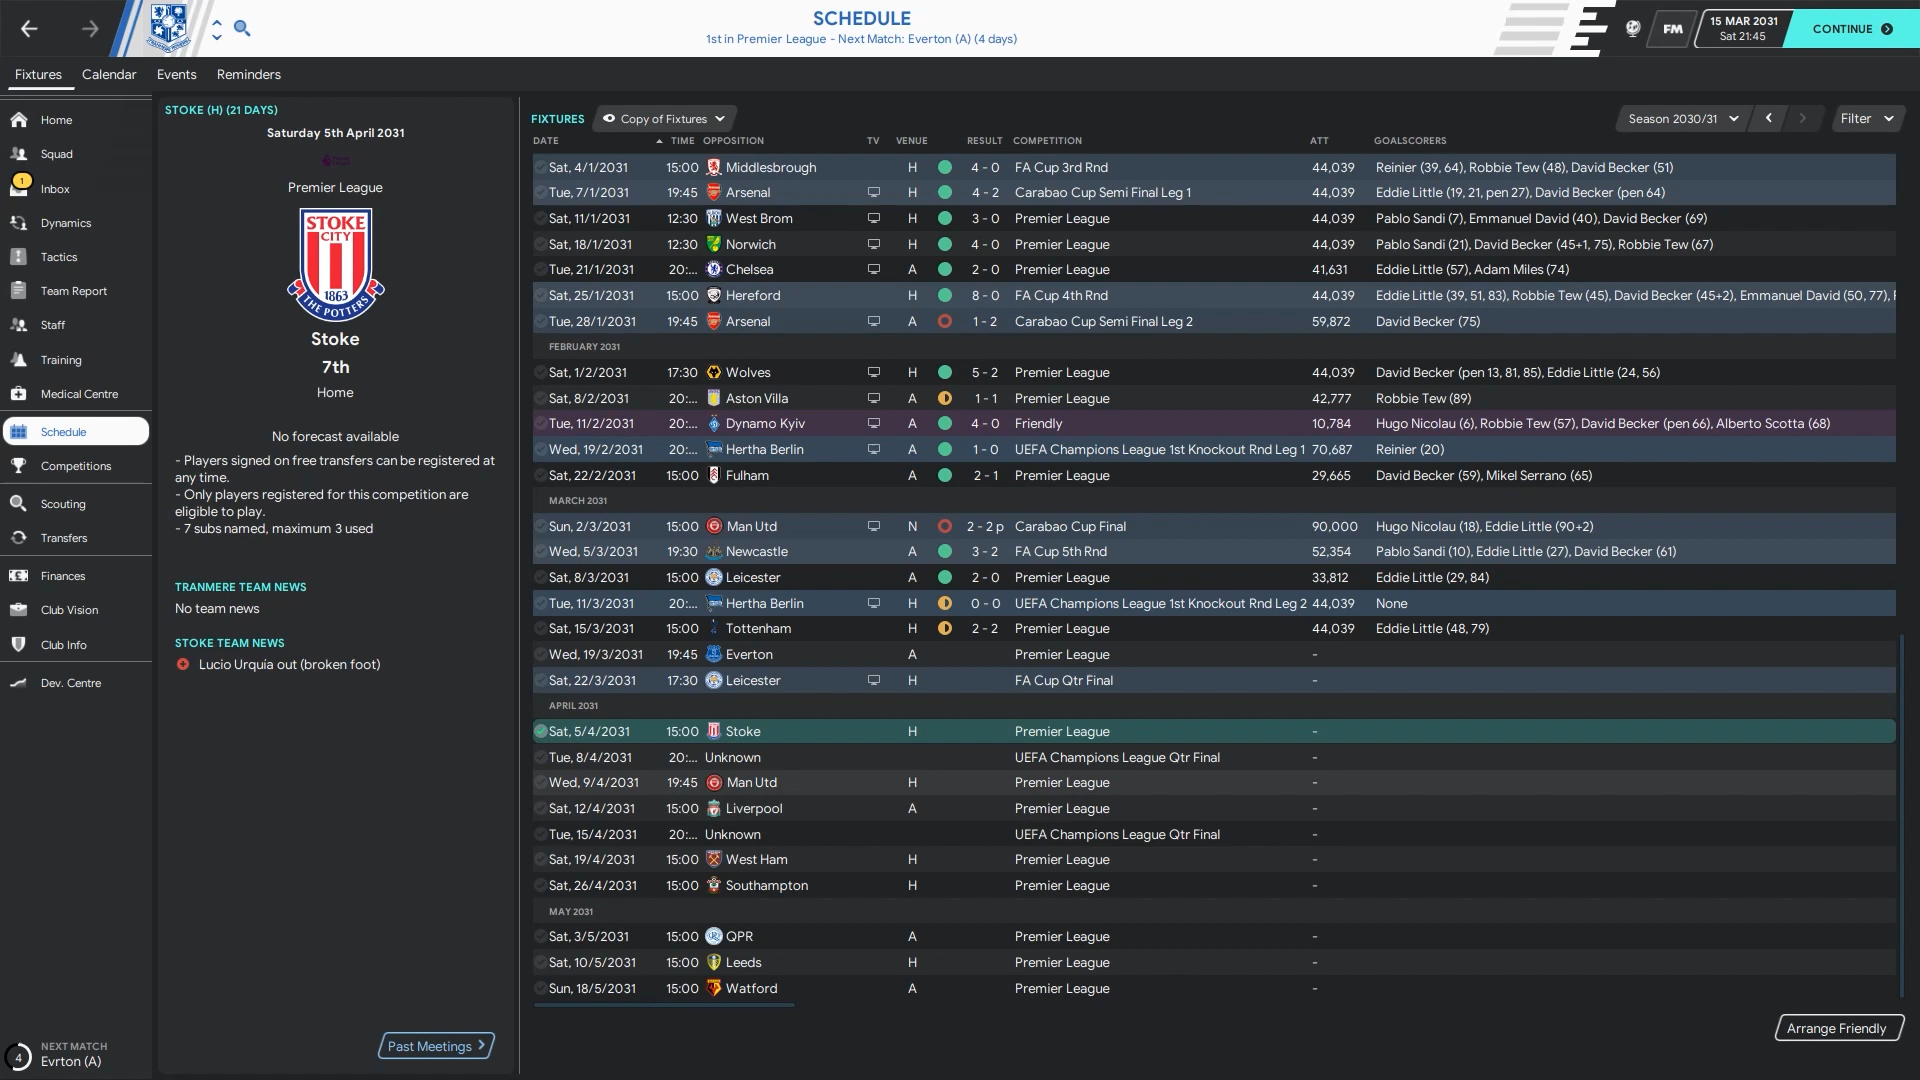 SCHEDULE
1st in Premier League - Next Match: Everton (A) (4 days)
FM
15 MAR 2031
Sat 21:45
CONTINUE
Fixtures Calendar Events Reminders
Home
Squad
1
Inbox
Dynamics
Tactics
Team Report
Staff
Training
Medical Centre
Schedule
Competitions
Scouting
Transfers
Finances
Club Vision
Club Info
Dev. Centre
4
NEXT MATCH
Evrton (A)
STOKE (H) (21 DAYS)
Saturday 5th April 2031
Premier League
STOKE
CITY
1863
THE POTTERS
Stoke
7th
Home
No forecast available
- Players signed on free transfers can be registered at
any time.
- Only players registered for this competition are
eligible to play.
- 7 subs named, maximum 3 used
TRANMERE TEAM NEWS
No team news
STOKE TEAM NEWS
Lucio Urquía out (broken foot)
Past Meetings
FIXTURES Copy of Fixtures Season 2030/31 Filter
DATE TIME OPPOSITION TV VENUE RESULT COMPETITION ATT GOALSCORERS
Sat, 4/1/2031 15:00 Middlesbrough H 4 - 0 FA Cup 3rd Rnd 44,039 Reinier (39, 64), Robbie Tew (48), David Becker (51)
Tue, 7/1/2031 19:45 Arsenal H 4 - 2 Carabao Cup Semi Final Leg 1 44,039 Eddie Little (19, 21, pen 27), David Becker (pen 64)
Sat, 11/1/2031 12:30 West Brom H 3 - 0 Premier League 44,039 Pablo Sandi (7), Emmanuel David (40), David Becker (69)
Sat, 18/1/2031 12:30 Norwich H 4 - 0 Premier League 44,039 Pablo Sandi (21), David Becker (45+1, 75), Robbie Tew (67)
Tue, 21/1/2031 20:... Chelsea A 2 - 0 Premier League 41,631 Eddie Little (57), Adam Miles (74)
Sat, 25/1/2031 15:00 Hereford H 8 - 0 FA Cup 4th Rnd 44,039 Eddie Little (39, 51, 83), Robbie Tew (45), David Becker (45+2), Emmanuel David (50, 77),
Tue, 28/1/2031 19:45 Arsenal A 1 - 2 Carabao Cup Semi Final Leg 2 59,872 David Becker (75)
FEBRUARY 2031
Sat, 1/2/2031 17:30 Wolves H 5 - 2 Premier League 44,039 David Becker (pen 13, 81, 85), Eddie Little (24, 56)
Sat, 8/2/2031 20:... Aston Villa A 1 - 1 Premier League 42,777 Robbie Tew (89)
Tue, 11/2/2031 20:... Dynamo Kyiv A 4 - 0 Friendly 10,784 Hugo Nicolau (6), Robbie Tew (57), David Becker (pen 66), Alberto Scotta (68)
Wed, 19/2/2031 20:... Hertha Berlin A 1 - 0 UEFA Champions League 1st Knockout Rnd Leg 1 70,687 Reinier (20)
Sat, 22/2/2031 15:00 Fulham A 2 - 1 Premier League 29,665 David Becker (59), Mikel Serrano (65)
MARCH 2031
Sun, 2/3/2031 15:00 Man Utd N 2 - 2 p Carabao Cup Final 90,000 Hugo Nicolau (18), Eddie Little (90+2)
Wed, 5/3/2031 19:30 Newcastle A 3 - 2 FA Cup 5th Rnd 52,354 Pablo Sandi (10), Eddie Little (27), David Becker (61)
Sat, 8/3/2031 15:00 Leicester A 2 - 0 Premier League 33,812 Eddie Little (29, 84)
Tue, 11/3/2031 20:... Hertha Berlin H 0 - 0 UEFA Champions League 1st Knockout Rnd Leg 2 44,039 None
Sat, 15/3/2031 15:00 Tottenham H 2 - 2 Premier League 44,039 Eddie Little (48, 79)
Wed, 19/3/2031 19:45 Everton A Premier League -
Sat, 22/3/2031 17:30 Leicester H FA Cup Qtr Final -
APRIL 2031
Sat, 5/4/2031 15:00 Stoke H Premier League -
Tue, 8/4/2031 20:... Unknown UEFA Champions League Qtr Final -
Wed, 9/4/2031 19:45 Man Utd H Premier League -
Sat, 12/4/2031 15:00 Liverpool A Premier League -
Tue, 15/4/2031 20:... Unknown UEFA Champions League Qtr Final -
Sat, 19/4/2031 15:00 West Ham H Premier League -
Sat, 26/4/2031 15:00 Southampton H Premier League -
MAY 2031
Sat, 3/5/2031 15:00 QPR A Premier League -
Sat, 10/5/2031 15:00 Leeds H Premier League -
Sun, 18/5/2031 15:00 Watford A Premier League -
Arrange Friendly